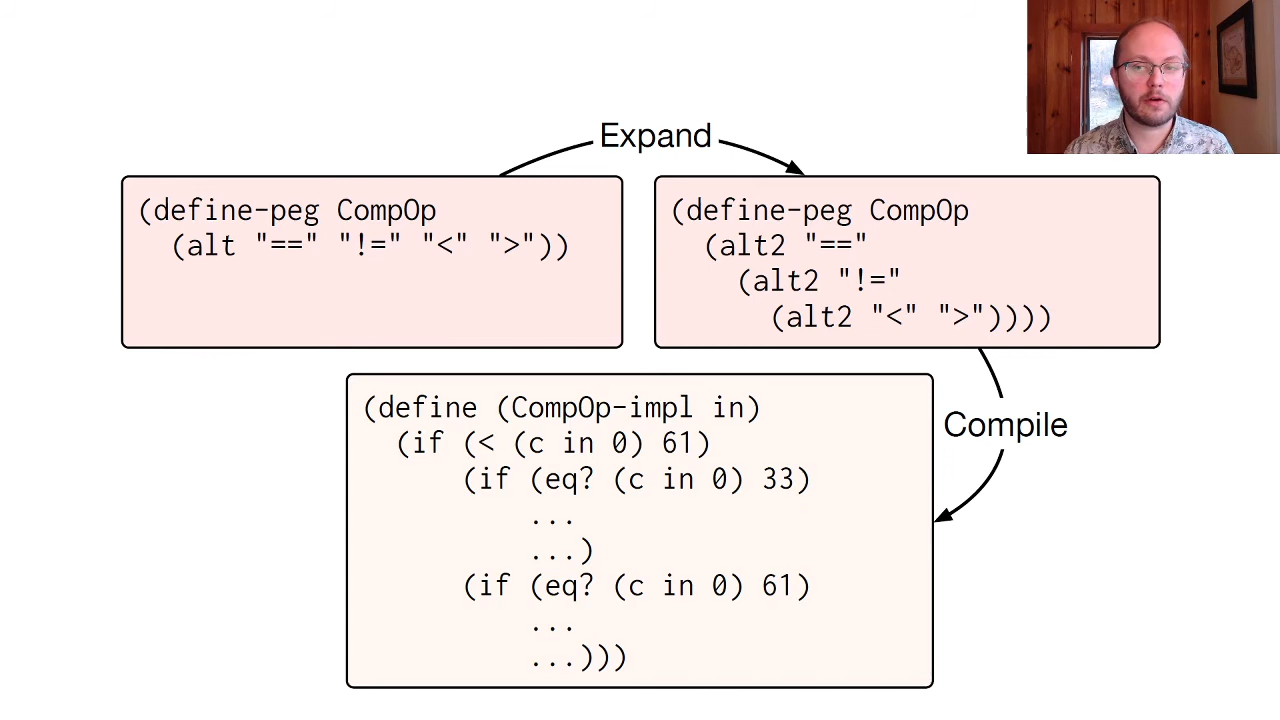 Expand
(define-peg CompOp
  (alt "==" "!=" "<" ">"))
(define-peg CompOp
  (alt2 "=="
    (alt2 "!="
      (alt2 "<" ">"))))
Compile
(define (CompOp-impl in)
  (if (< (c in 0) 61)
      (if (eq? (c in 0) 33)
          ...
          ...)
      (if (eq? (c in 0) 61)
          ...
          ...)))